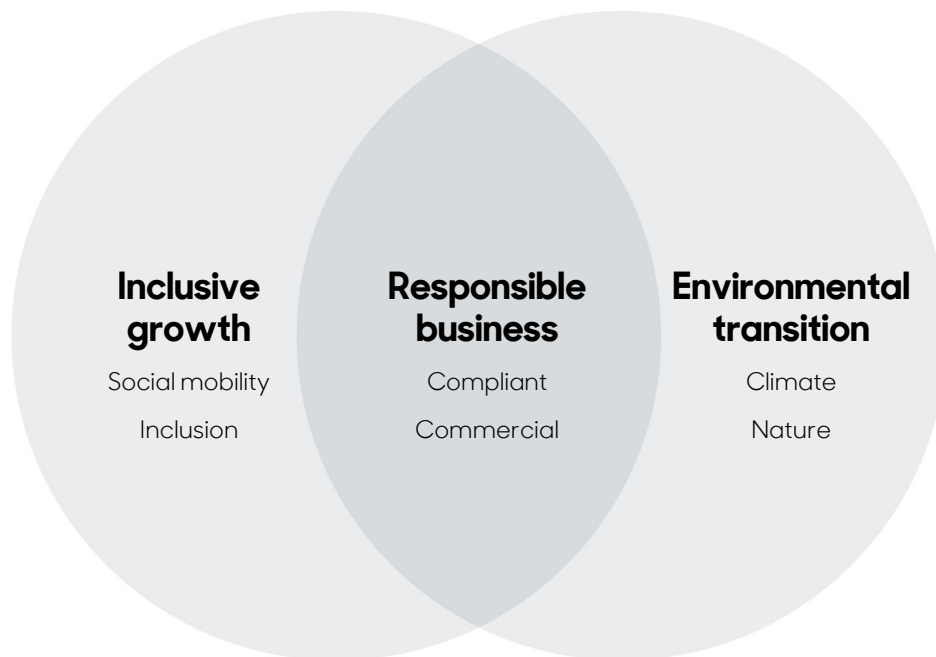 Inclusive
growth
Social mobility
Inclusion
Responsible
business
Compliant
Commercial
Environmental
transition
Climate
Nature